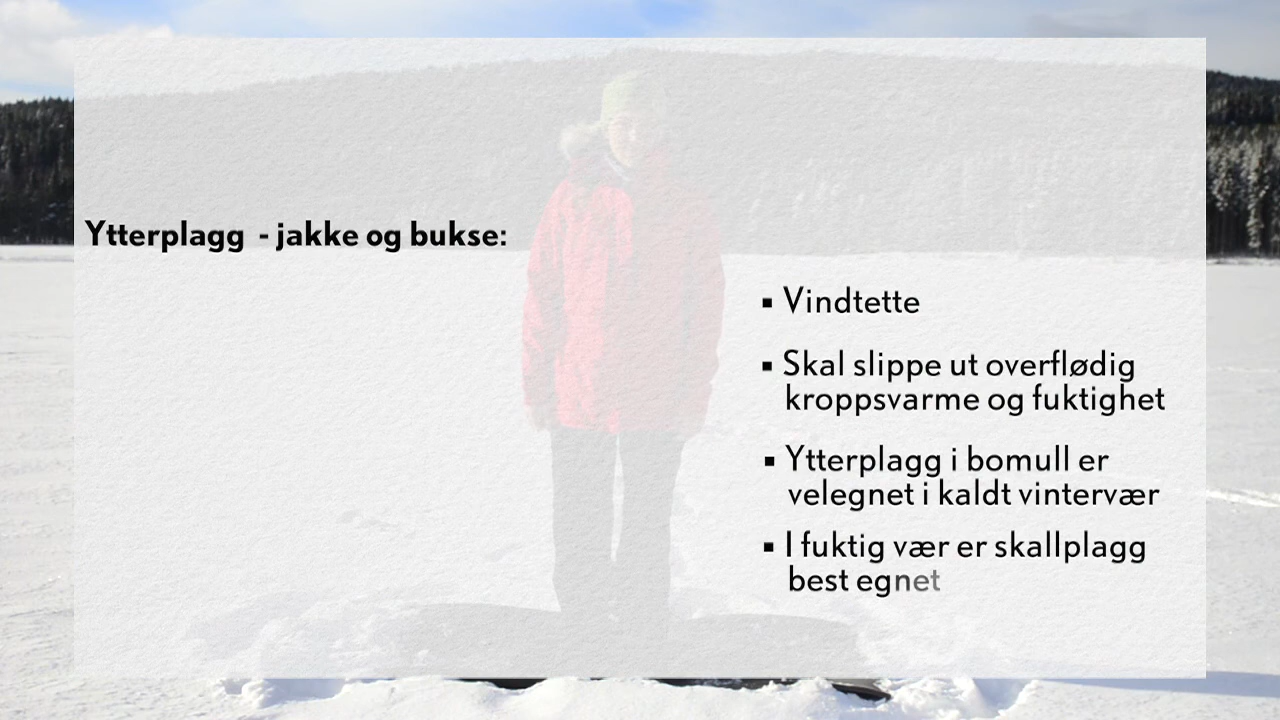 Ytterplagg - jakke og bukse:
▪ Vindtette
▪ Skal slippe ut overflødig
kroppsvarme og fuktighet
▪ Ytterplagg i bomull er
velegnet i kaldt vintervær
▪ I fuktig vær er skallplagg
best egnet